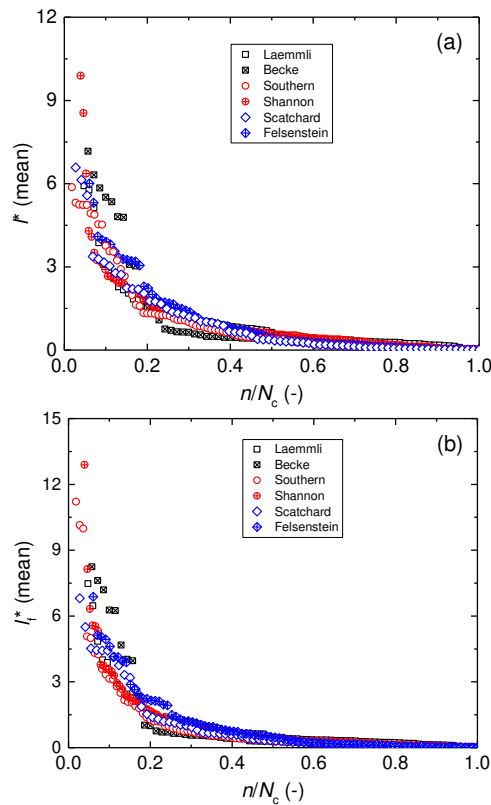 (a)
12
9
6
3
0
I* (mean)
Laemmli
Becke
Southern
Shannon
Scatchard
Felsenstein
0.0 0.2 0.4 0.6 0.8 1.0
n/Nc (-)
(b)
15
12
9
6
3
0
If* (mean)
Laemmli
Becke
Southern
Shannon
Scatchard
Felsenstein
0.0 0.2 0.4 0.6 0.8 1.0
n/Nc (-)